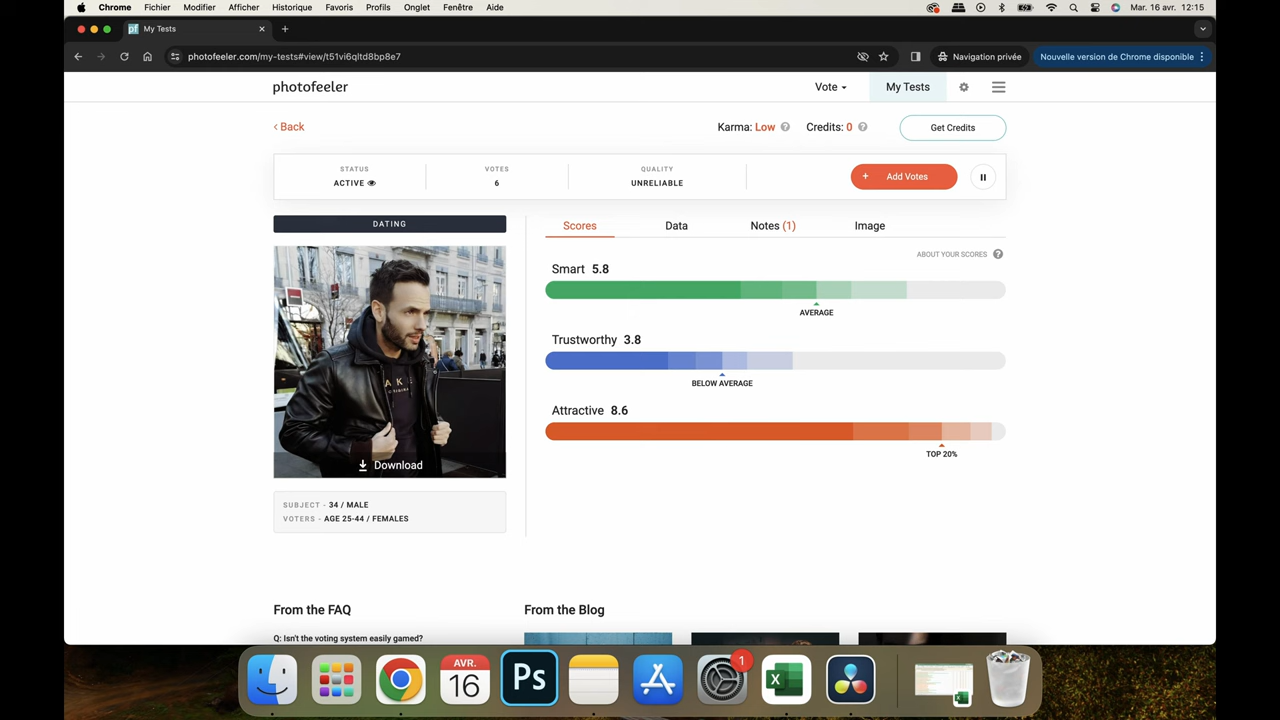 Chrome Fichier Modifier Afficher Historique Favoris Profils Onglet Fenêtre Aide Mar. 16 avr. 12:15
My Tests
photofeeler.com/my-tests#view/t51vi6qltd8bp8e7 Navigation privée Nouvelle version de Chrome disponible
photofeeler Vote My Tests
‹ Back Karma: Low ? Credits: 0 ? Get Credits
STATUS VOTES QUALITY
ACTIVE 6 UNRELIABLE + Add Votes
DATING Scores Data Notes (1) Image
ABOUT YOUR SCORES ?
Smart 5.8
AVERAGE
Trustworthy 3.8
BELOW AVERAGE
Attractive 8.6
TOP 20%
AKE
Download
SUBJECT - 34 / MALE
VOTERS - AGE 25-44 / FEMALES
From the FAQ From the Blog
Q: Isn't the voting system easily gamed?
AVR.
16
Ps
1
X
X